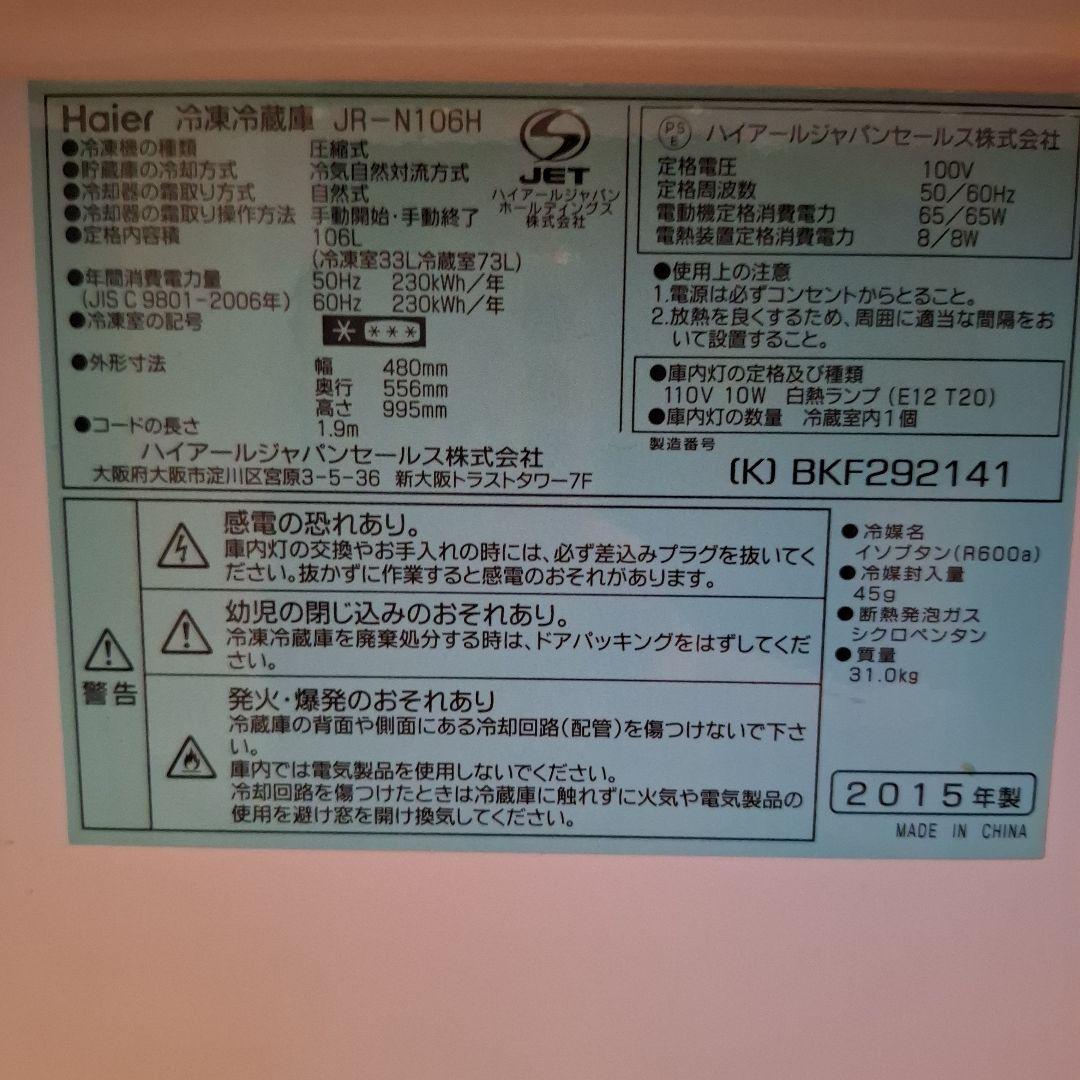 Haier 冷凍冷蔵庫 JR-N106H
●冷凍機の種類 圧縮式
●貯蔵庫の冷却方式 冷気自然対流方式
●冷却器の霜取り方式 自然式
●冷却器の霜取り操作方法 手動開始・手動終了
●定格内容積 106L
(冷凍室33L冷蔵室73L)
●年間消費電力量 50Hz 230kWh/年
(JIS C 9801-2006年) 60Hz 230kWh/年
●冷凍室の記号 * ***
●外形寸法 幅 480mm
奥行 556mm
高さ 995mm
●コードの長さ 1.9m
ハイアールジャパンセールス株式会社
大阪府大阪市淀川区宮原3-5-36 新大阪トラストタワー7F
JET
ハイアールジャパン
ホールディングス
株式会社
PSE ハイアールジャパンセールス株式会社
定格電圧 100V
定格周波数 50/60Hz
電動機定格消費電力 65/65W
電熱装置定格消費電力 8/8W
●使用上の注意
1.電源は必ずコンセントからとること。
2.放熱を良くするため、周囲に適当な間隔をお
いて設置すること。
●庫内灯の定格及び種類
110V 10W 白熱ランプ(E12 T20)
●庫内灯の数量 冷蔵室内1個
製造番号
(K) BKF292141
警告
感電の恐れあり。
庫内灯の交換やお手入れの時には、必ず差込みプラグを抜いてく
ださい。抜かずに作業すると感電のおそれがあります。
幼児の閉じ込みのおそれあり。
冷凍冷蔵庫を廃棄処分する時は、ドアパッキングをはずしてくだ
さい。
発火・爆発のおそれあり
冷蔵庫の背面や側面にある冷却回路(配管)を傷つけないで下さ
い。
庫内では電気製品を使用しないでください。
冷却回路を傷つけたときは冷蔵庫に触れずに火気や電気製品の
使用を避け窓を開け換気してください。
●冷媒名
イソブタン(R600a)
●冷媒封入量
45g
●断熱発泡ガス
シクロペンタン
●質量
31.0kg
2015年製
MADE IN CHINA